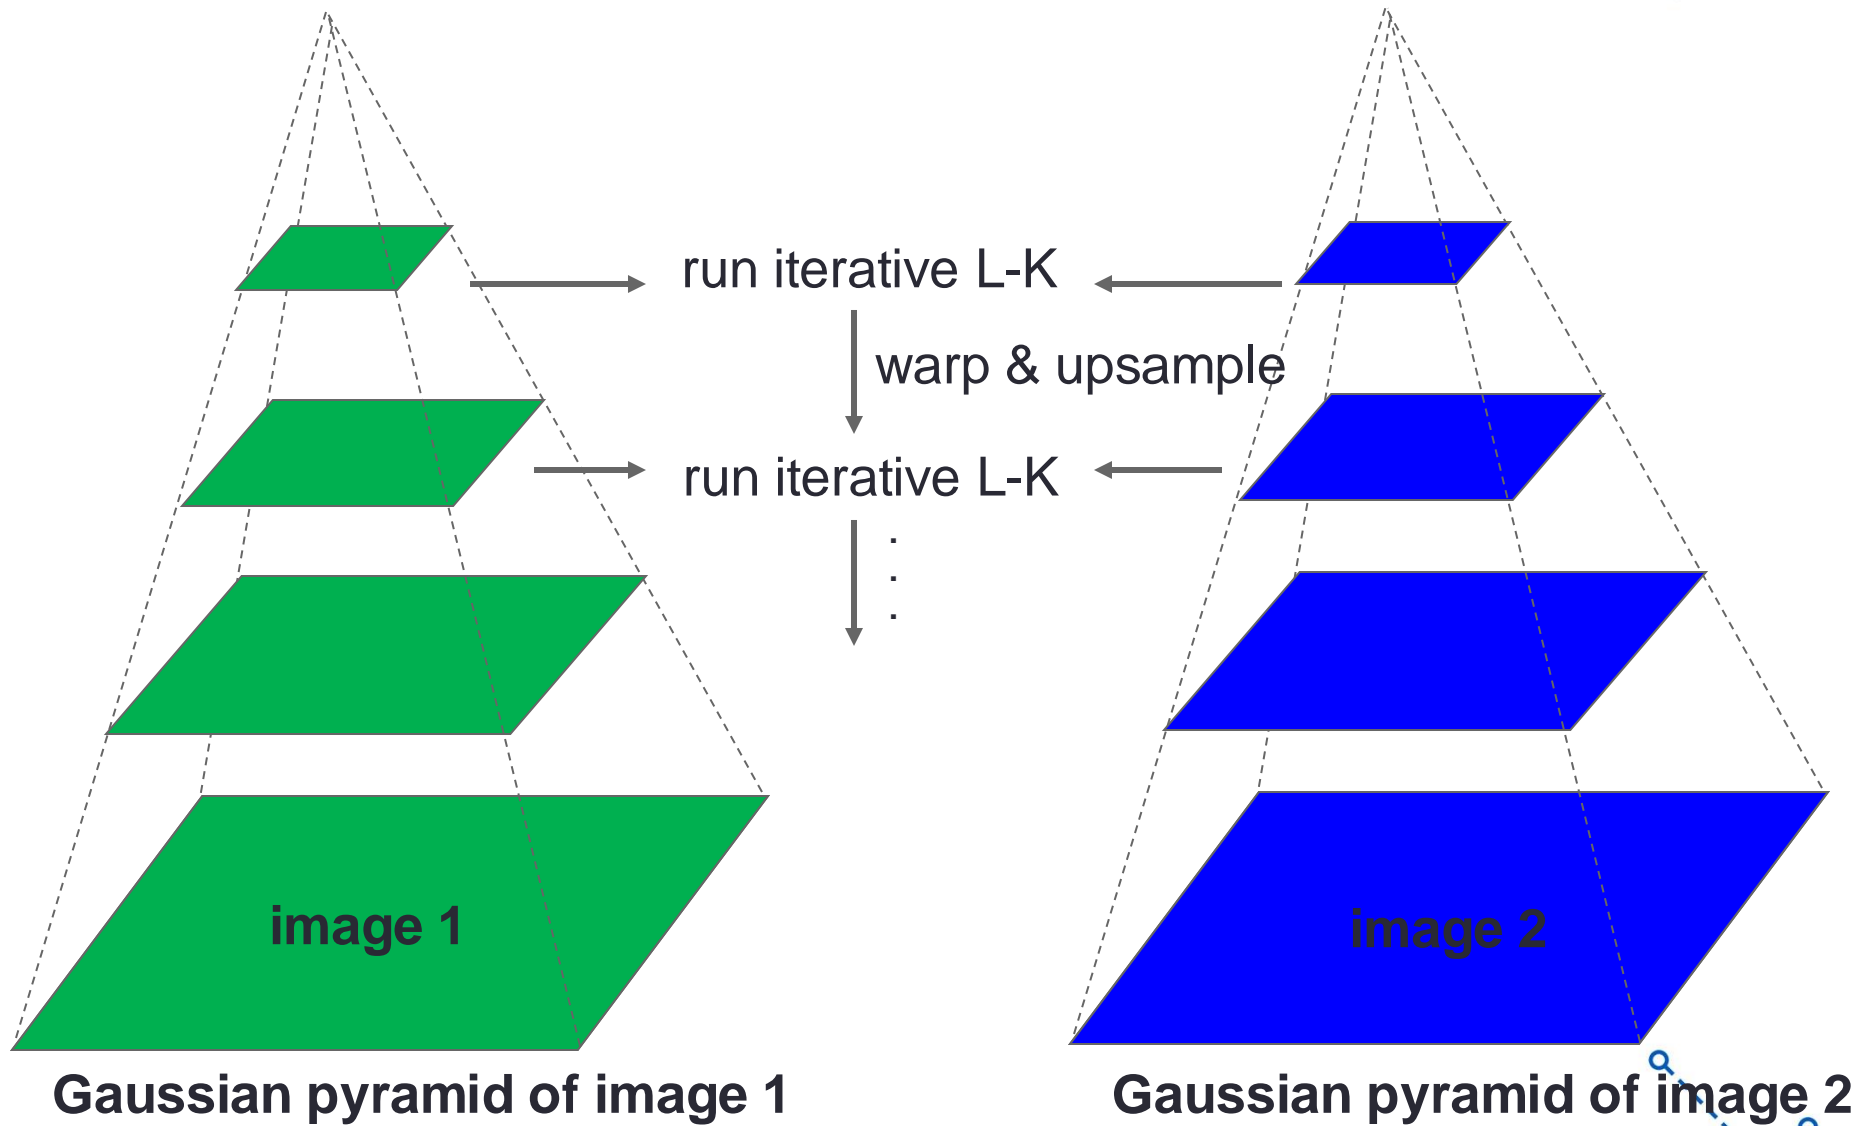 run iterative L-K
warp & upsample
run iterative L-K
.
.
.
image 1
image 2
Gaussian pyramid of image 1
Gaussian pyramid of image 2